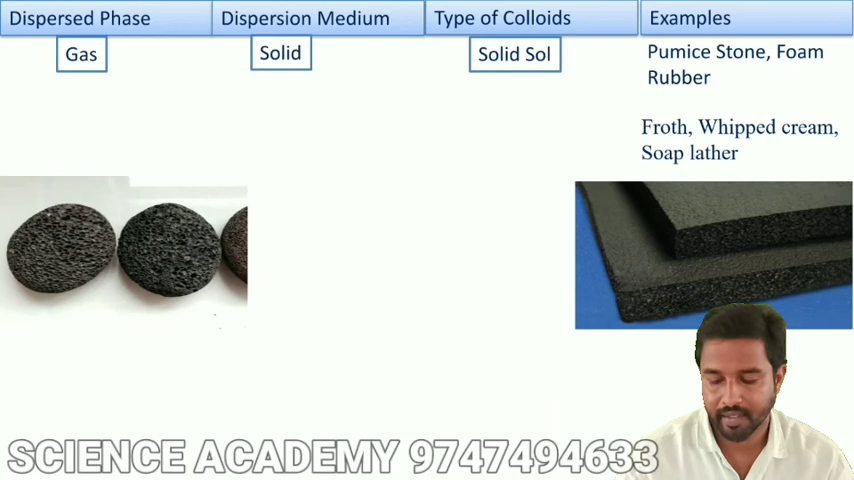 Dispersed Phase Dispersion Medium Type of Colloids Examples
Gas Solid Solid Sol Pumice Stone, Foam
Rubber
Froth, Whipped cream,
Soap lather
SCIENCE ACADEMY 9747494633